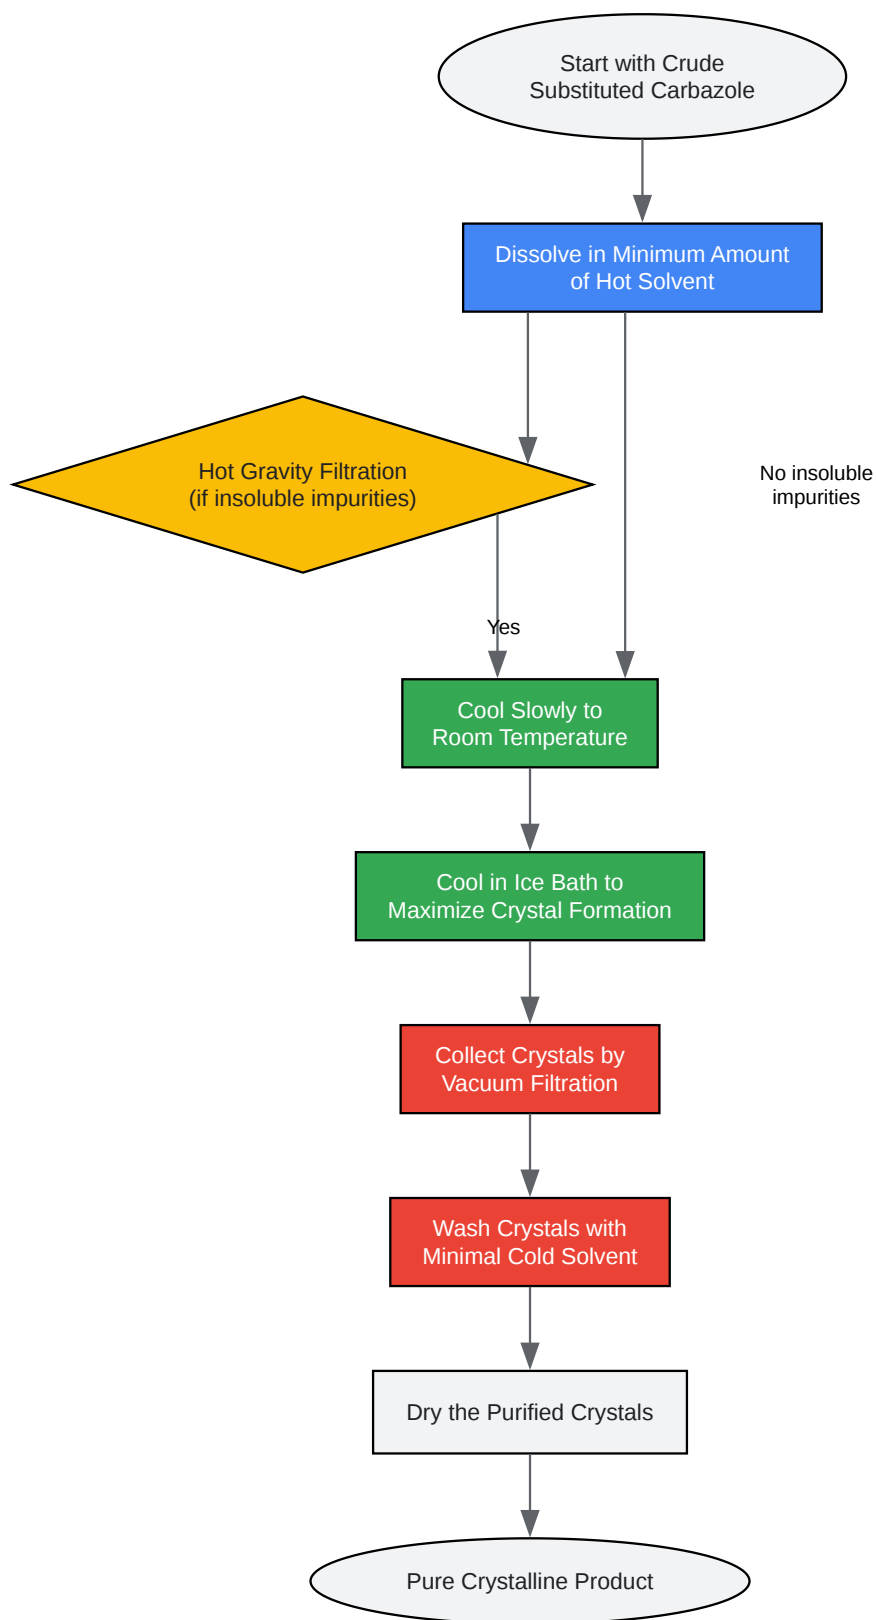 Start with Crude
Substituted Carbazole
Dissolve in Minimum Amount
of Hot Solvent
Hot Gravity Filtration
(if insoluble impurities)
No insoluble
impurities
Yes
Cool Slowly to
Room Temperature
Cool in Ice Bath to
Maximize Crystal Formation
Collect Crystals by
Vacuum Filtration
Wash Crystals with
Minimal Cold Solvent
Dry the Purified Crystals
Pure Crystalline Product